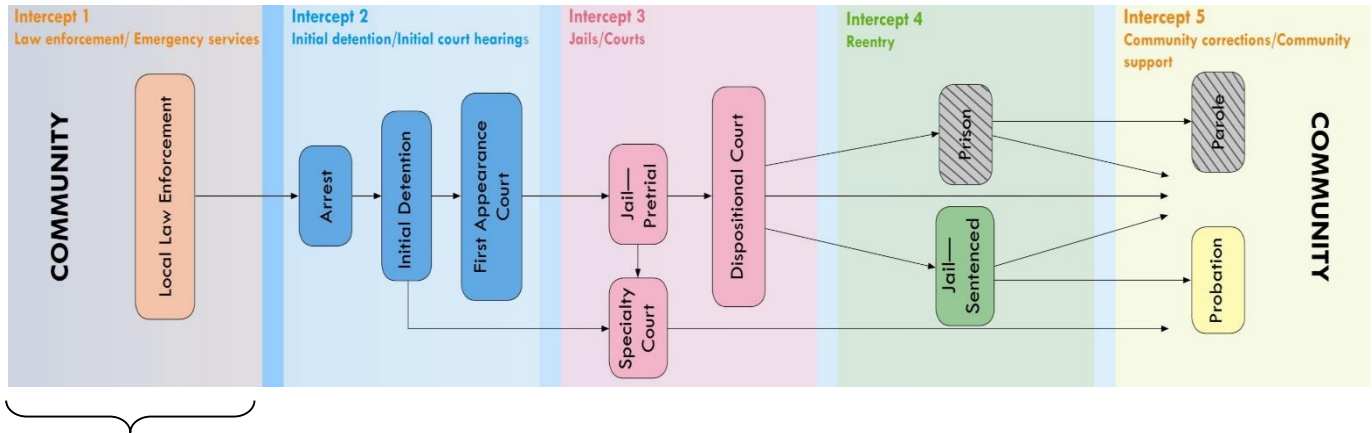 Intercept 1
Law enforcement/ Emergency services
COMMUNITY
Local Law Enforcement
Intercept 2
Initial detention/Initial court hearings
Arrest
Initial Detention
First Appearance
Court
Intercept 3
Jails/Courts
Jail—
Pretrial
Specialty
Court
Dispositional Court
Intercept 4
Reentry
Prison
Jail—
Sentenced
Intercept 5
Community corrections/Community
support
Parole
Probation
COMMUNITY